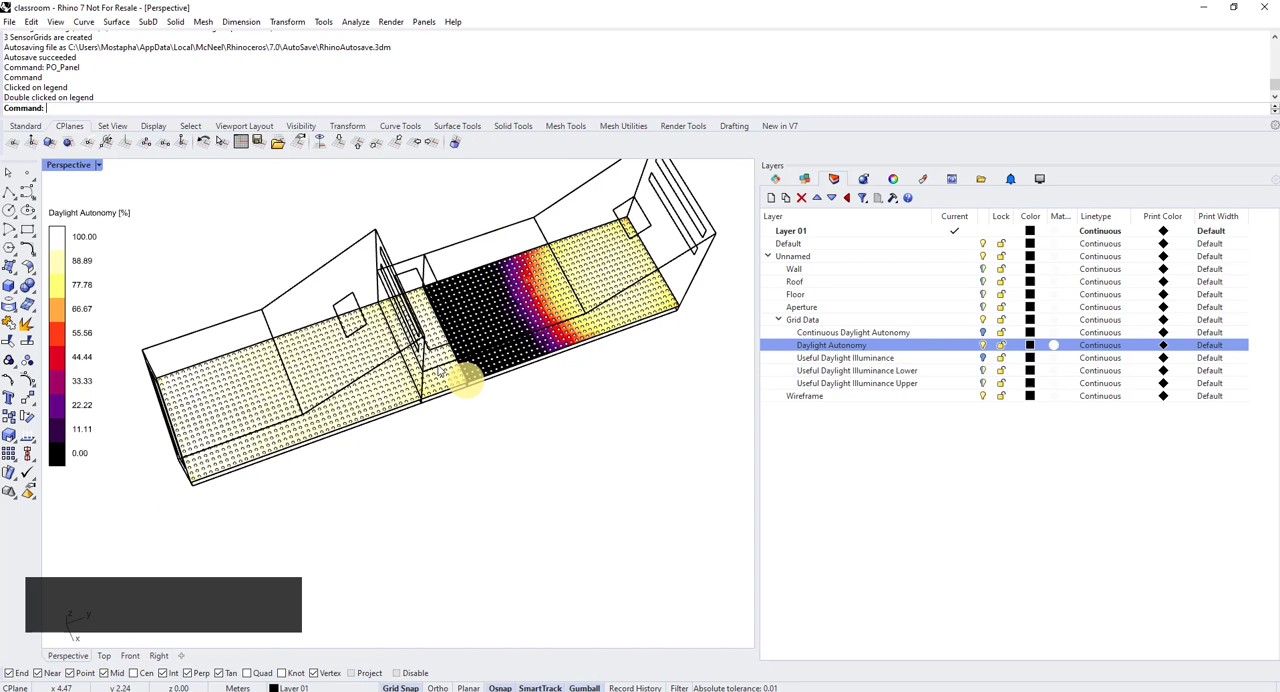 classroom - Rhino 7 Not For Resale - [Perspective]
File Edit View Curve Surface SubD Solid Mesh Dimension Transform Tools Analyze Render Panels Help
3 SensorGrids are created
Autosaving file as C:\Users\Mostapha\AppData\Local\McNeel\Rhinoceros\7.0\AutoSave\RhinoAutosave.3dm
Autosave succeeded
Command: PO_Panel
Command
Clicked on legend
Double clicked on legend
Command:
Standard CPlanes Set View Display Select Viewport Layout Visibility Transform Curve Tools Surface Tools Solid Tools Mesh Tools Mesh Utilities Render Tools Drafting New in V7
Perspective
Daylight Autonomy [%]
100.00
88.89
77.78
66.67
55.56
44.44
33.33
22.22
11.11
0.00
z y
x
Layers
Layer Current Lock Color Mat... Linetype Print Color Print Width
Layer 01 Continuous Default
Default Continuous Default
Unnamed Continuous Default
Wall Continuous Default
Roof Continuous Default
Floor Continuous Default
Aperture Continuous Default
Grid Data Continuous Default
Continuous Daylight Autonomy Continuous Default
Daylight Autonomy Continuous Default
Useful Daylight Illuminance Continuous Default
Useful Daylight Illuminance Lower Continuous Default
Useful Daylight Illuminance Upper Continuous Default
Wireframe Continuous Default
Perspective Top Front Right
End Near Point Mid Cen Int Perp Tan Quad Knot Vertex Project Disable
CPlane x 4.47 y 2.24 z 0.00 Meters Layer 01 Grid Snap Ortho Planar Osnap SmartTrack Gumball Record History Filter Absolute tolerance: 0.01